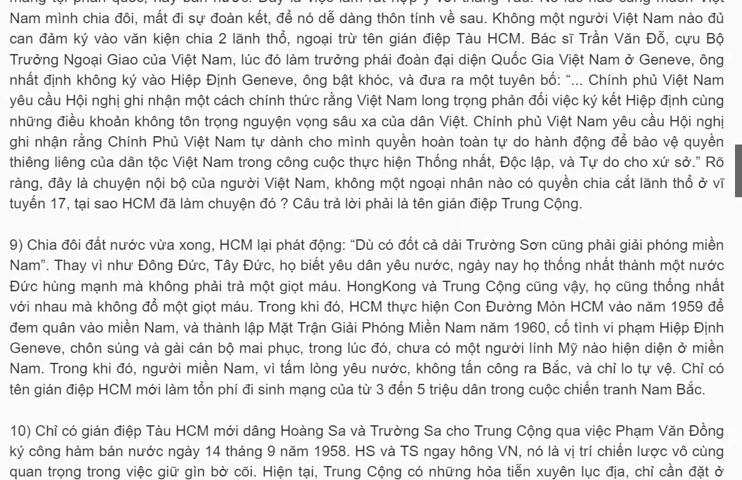 Nam mình chia đôi, mất đi sự đoàn kết, để nó dễ dàng thôn tính về sau. Không một người Việt Nam nào đủ
can đảm ký vào văn kiện chia 2 lãnh thổ, ngoại trừ tên gián điệp Tàu HCM. Bác sĩ Trần Văn Đỗ, cựu Bộ
Trưởng Ngoại Giao của Việt Nam, lúc đó làm trưởng phái đoàn đại diện Quốc Gia Việt Nam ở Geneve, ông
nhất định không ký vào Hiệp Định Geneve, ông bật khóc, và đưa ra một tuyên bố: “... Chính phủ Việt Nam
yêu cầu Hội nghị ghi nhận một cách chính thức rằng Việt Nam long trọng phản đối việc ký kết Hiệp định cùng
những điều khoản không tôn trọng nguyện vọng sâu xa của dân Việt. Chính phủ Việt Nam yêu cầu Hội nghị
ghi nhận rằng Chính Phủ Việt Nam tự dành cho mình quyền hoàn toàn tự do hành động để bảo vệ quyền
thiêng liêng của dân tộc Việt Nam trong công cuộc thực hiện Thống nhất, Độc lập, và Tự do cho xứ sở.” Rõ
ràng, đây là chuyện nội bộ của người Việt Nam, không một ngoại nhân nào có quyền chia cắt lãnh thổ ở vĩ
tuyến 17, tại sao HCM đã làm chuyện đó ? Câu trả lời phải là tên gián điệp Trung Cộng.
9) Chia đôi đất nước vừa xong, HCM lại phát động: “Dù có đốt cả dải Trường Sơn cũng phải giải phóng miền
Nam”. Thay vì như Đông Đức, Tây Đức, họ biết yêu dân yêu nước, ngày nay họ thống nhất thành một nước
Đức hùng mạnh mà không phải trả một giọt máu. HongKong và Trung Cộng cũng vậy, họ cũng thống nhất
với nhau mà không đổ một giọt máu. Trong khi đó, HCM thực hiện Con Đường Mòn HCM vào năm 1959 để
đem quân vào miền Nam, và thành lập Mặt Trận Giải Phóng Miền Nam năm 1960, cố tình vi phạm Hiệp Định
Geneve, chôn súng và gài cán bộ mai phục, trong lúc đó, chưa có một người lính Mỹ nào hiện diện ở miền
Nam. Trong khi đó, người miền Nam, vì tấm lòng yêu nước, không tấn công ra Bắc, và chỉ lo tự vệ. Chỉ có
tên gián điệp HCM mới làm tổn phí đi sinh mạng của từ 3 đến 5 triệu dân trong cuộc chiến tranh Nam Bắc.
10) Chỉ có gián điệp Tàu HCM mới dâng Hoàng Sa và Trường Sa cho Trung Cộng qua việc Phạm Văn Đồng
ký công hàm bán nước ngày 14 tháng 9 năm 1958. HS và TS ngay hông VN, nó là vị trí chiến lược vô cùng
quan trọng trong việc giữ gìn bờ cõi. Hiện tại, Trung Cộng có những hỏa tiễn xuyên lục địa, chỉ cần đặt ở